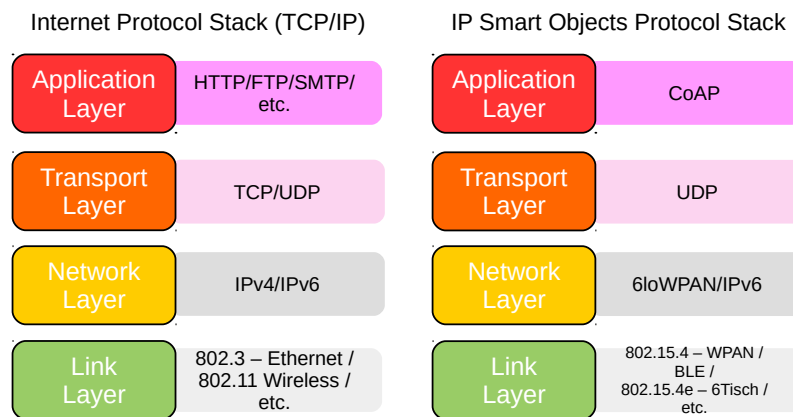 Internet Protocol Stack (TCP/IP)
IP Smart Objects Protocol Stack
Application
Layer
HTTP/FTP/SMTP/
etc.
Application
Layer
CoAP
Transport
Layer
TCP/UDP
Transport
Layer
UDP
Network
Layer
IPv4/IPv6
Network
Layer
6loWPAN/IPv6
Link
Layer
802.3 – Ethernet /
802.11 Wireless /
etc.
Link
Layer
802.15.4 – WPAN /
BLE /
802.15.4e – 6Tisch /
etc.